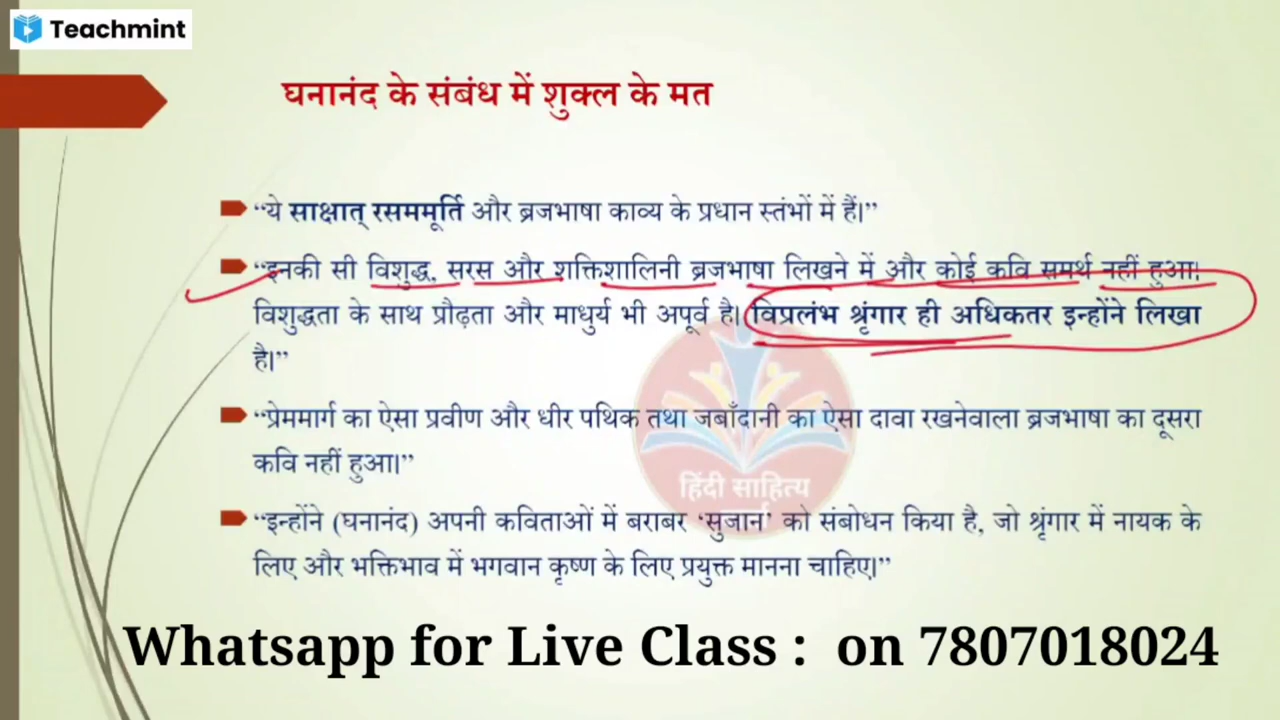 Teachmint
घनानंद के संबंध में शुक्ल के मत
“ये साक्षात् रसममूर्ति और ब्रजभाषा काव्य के प्रधान स्तंभों में हैं।”
“इनकी सी विशुद्ध, सरस और शक्तिशालिनी ब्रजभाषा लिखने में और कोई कवि समर्थ नहीं हुआ।
विशुद्धता के साथ प्रौढ़ता और माधुर्य भी अपूर्व है। विप्रलंभ श्रृंगार ही अधिकतर इन्होंने लिखा
है।”
“प्रेममार्ग का ऐसा प्रवीण और धीर पथिक तथा जबाँदानी का ऐसा दावा रखनेवाला ब्रजभाषा का दूसरा
कवि नहीं हुआ।”
हिंदी साहित्य
“इन्होंने (घनानंद) अपनी कविताओं में बराबर ‘सुजान’ को संबोधन किया है, जो श्रृंगार में नायक के
लिए और भक्तिभाव में भगवान कृष्ण के लिए प्रयुक्त मानना चाहिए।”
Whatsapp for Live Class : on 7807018024